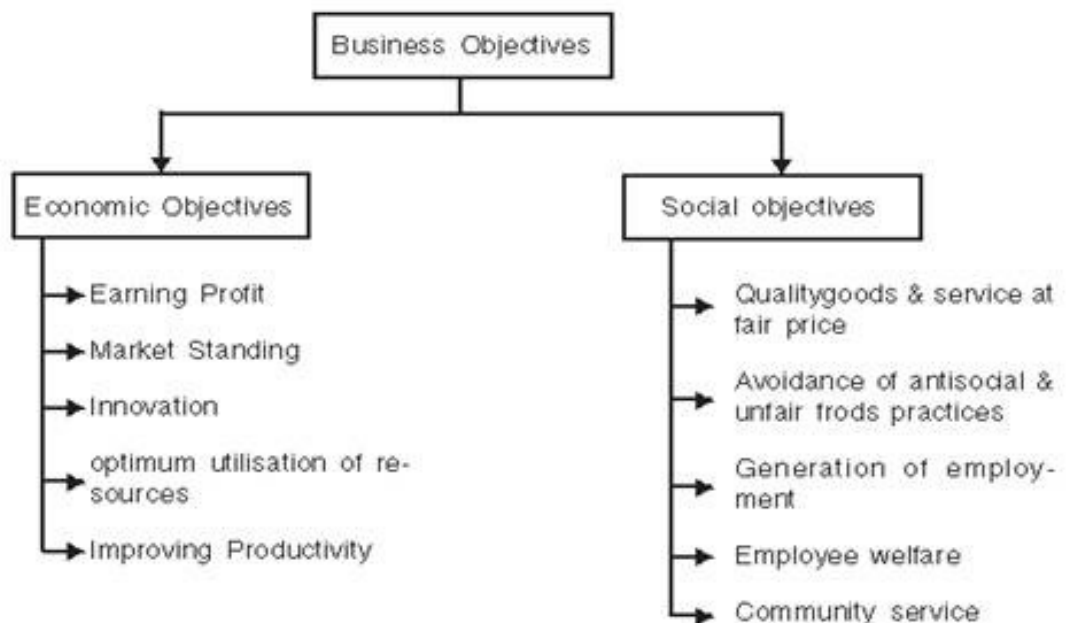 Business Objectives
Economic Objectives
Earning Profit
Market Standing
Innovation
optimum utilisation of re-
sources
Improving Productivity
Social objectives
Qualitygoods & service at
fair price
Avoidance of antisocial &
unfair frods practices
Generation of employ-
ment
Employee welfare
Community service